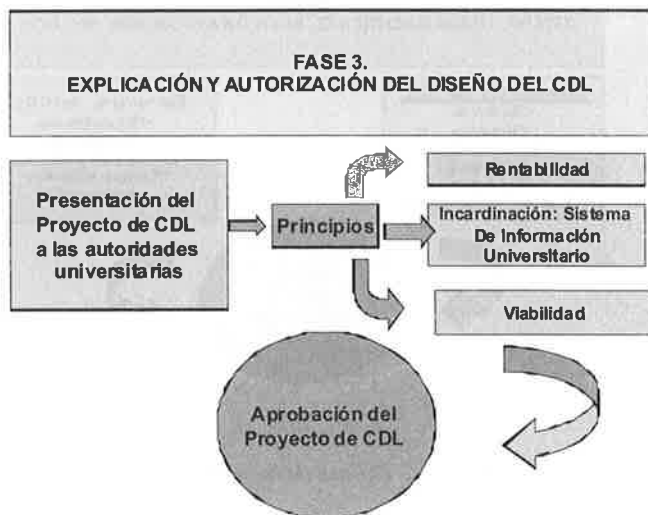 FASE 3.
EXPLICACIÓN Y AUTORIZACIÓN DEL DISEÑO DEL CDL
Presentación del
Proyecto de CDL
a las autoridades
universitarias
Principios
Rentabilidad
Incardinación: Sistema
De Información
Universitario
Viabilidad
Aprobación del
Proyecto de CDL